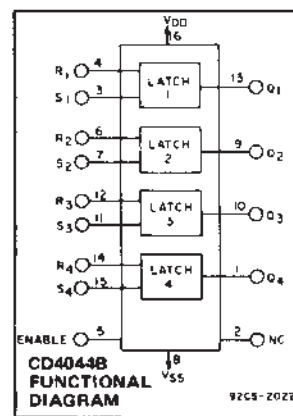 VDD
16
R1 4
S1 3
LATCH
1
13 Q1
R2 6
S2 7
LATCH
2
9 Q2
R3 12
S3 11
LATCH
3
10 Q3
R4 14
S4 15
LATCH
4
1 Q4
ENABLE 5
2 NC
8
VSS
CD4044B
FUNCTIONAL
DIAGRAM